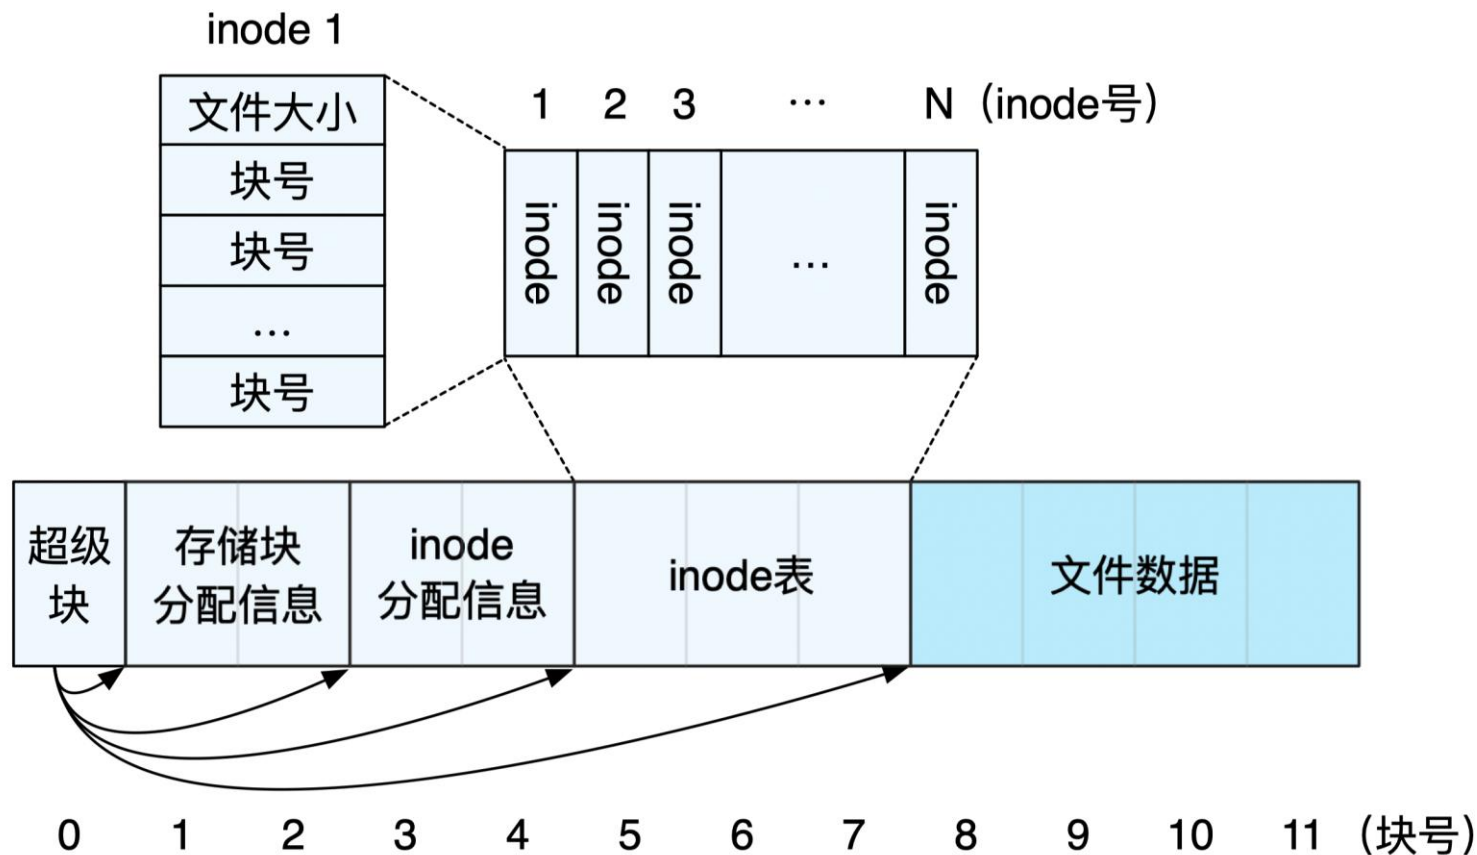 inode 1
文件大小
块号
块号
…
块号
1 2 3 … N (inode号)
inode inode inode … inode
超级
块
存储块
分配信息
inode
分配信息
inode表
文件数据
0 1 2 3 4 5 6 7 8 9 10 11 (块号)